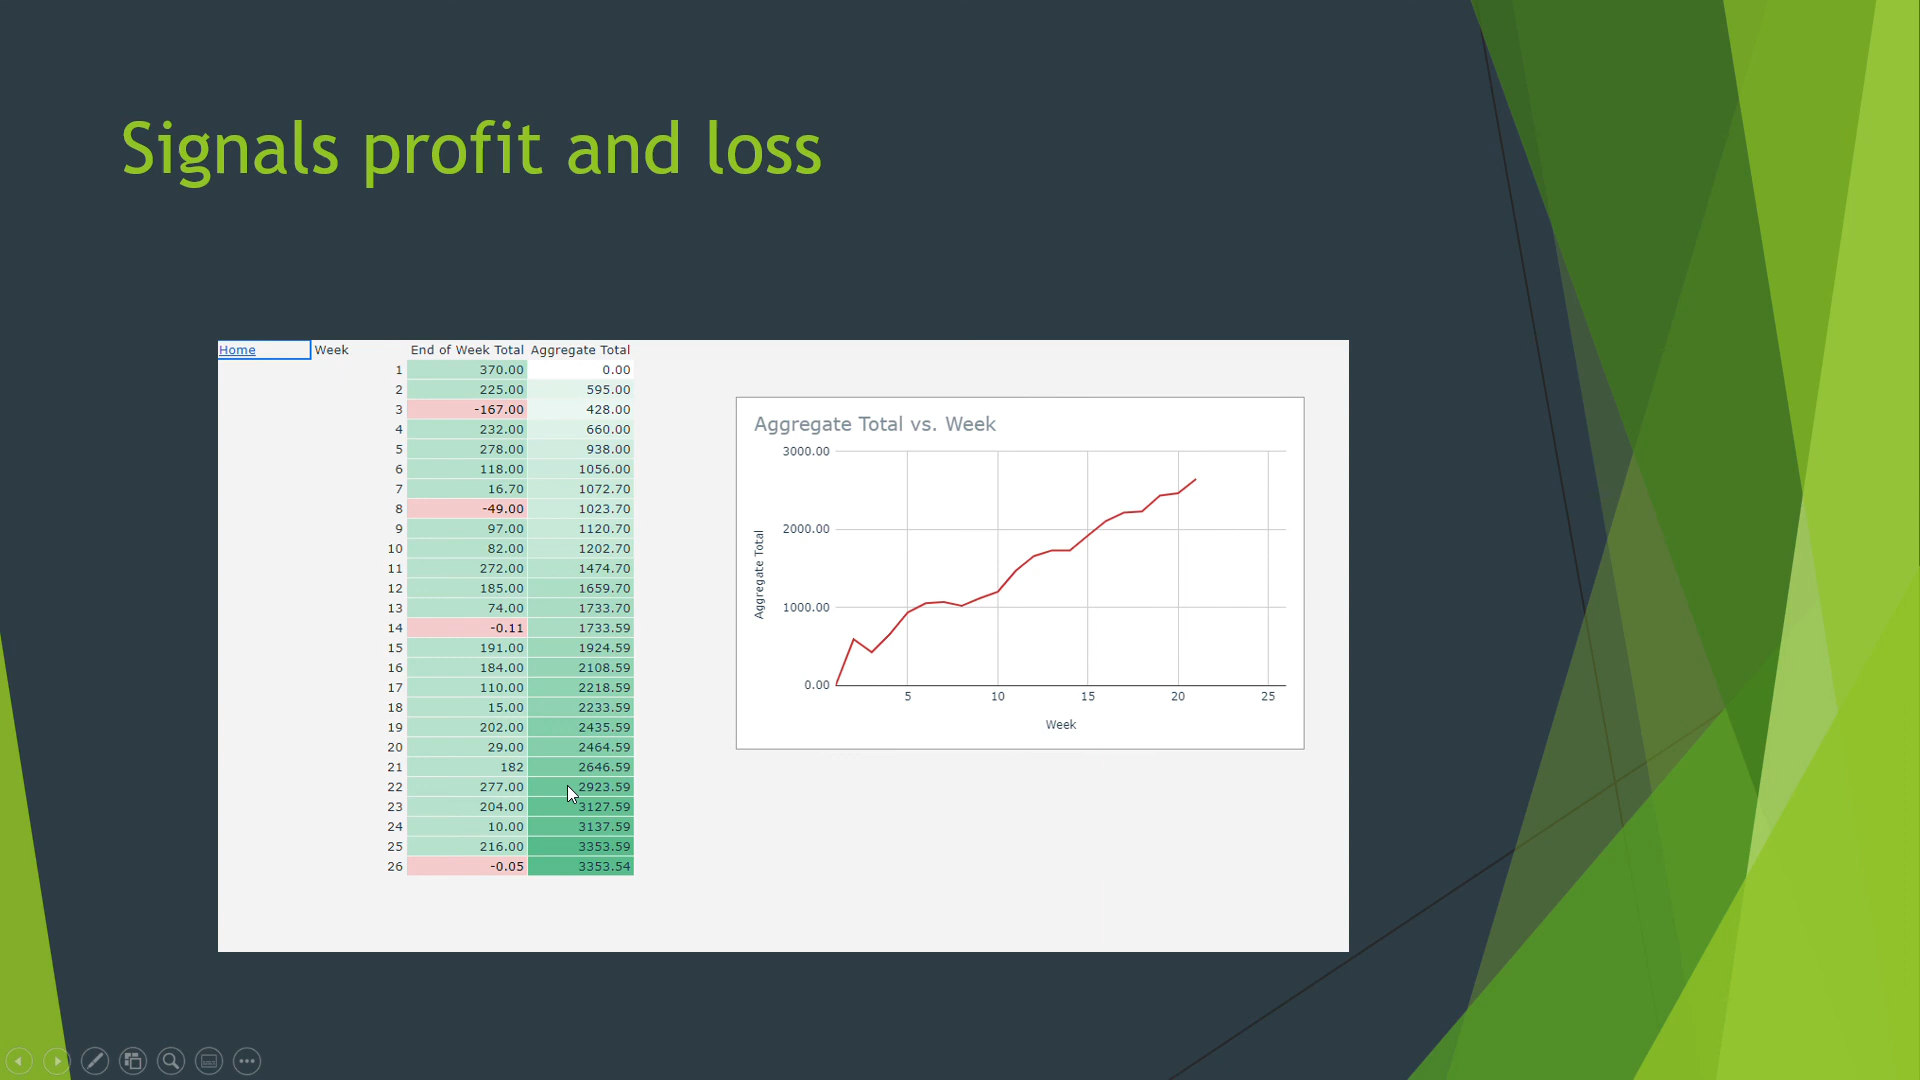 Signals profit and loss
Home Week End of Week Total Aggregate Total
1 370.00 0.00
2 225.00 595.00
3 -167.00 428.00
4 232.00 660.00
5 278.00 938.00
6 118.00 1056.00
7 16.70 1072.70
8 -49.00 1023.70
9 97.00 1120.70
10 82.00 1202.70
11 272.00 1474.70
12 185.00 1659.70
13 74.00 1733.70
14 -0.11 1733.59
15 191.00 1924.59
16 184.00 2108.59
17 110.00 2218.59
18 15.00 2233.59
19 202.00 2435.59
20 29.00 2464.59
21 182 2646.59
22 277.00 2923.59
23 204.00 3127.59
24 10.00 3137.59
25 216.00 3353.59
26 -0.05 3353.54
Aggregate Total vs. Week
Aggregate Total
3000.00
2000.00
1000.00
0.00
5 10 15 20 25
Week